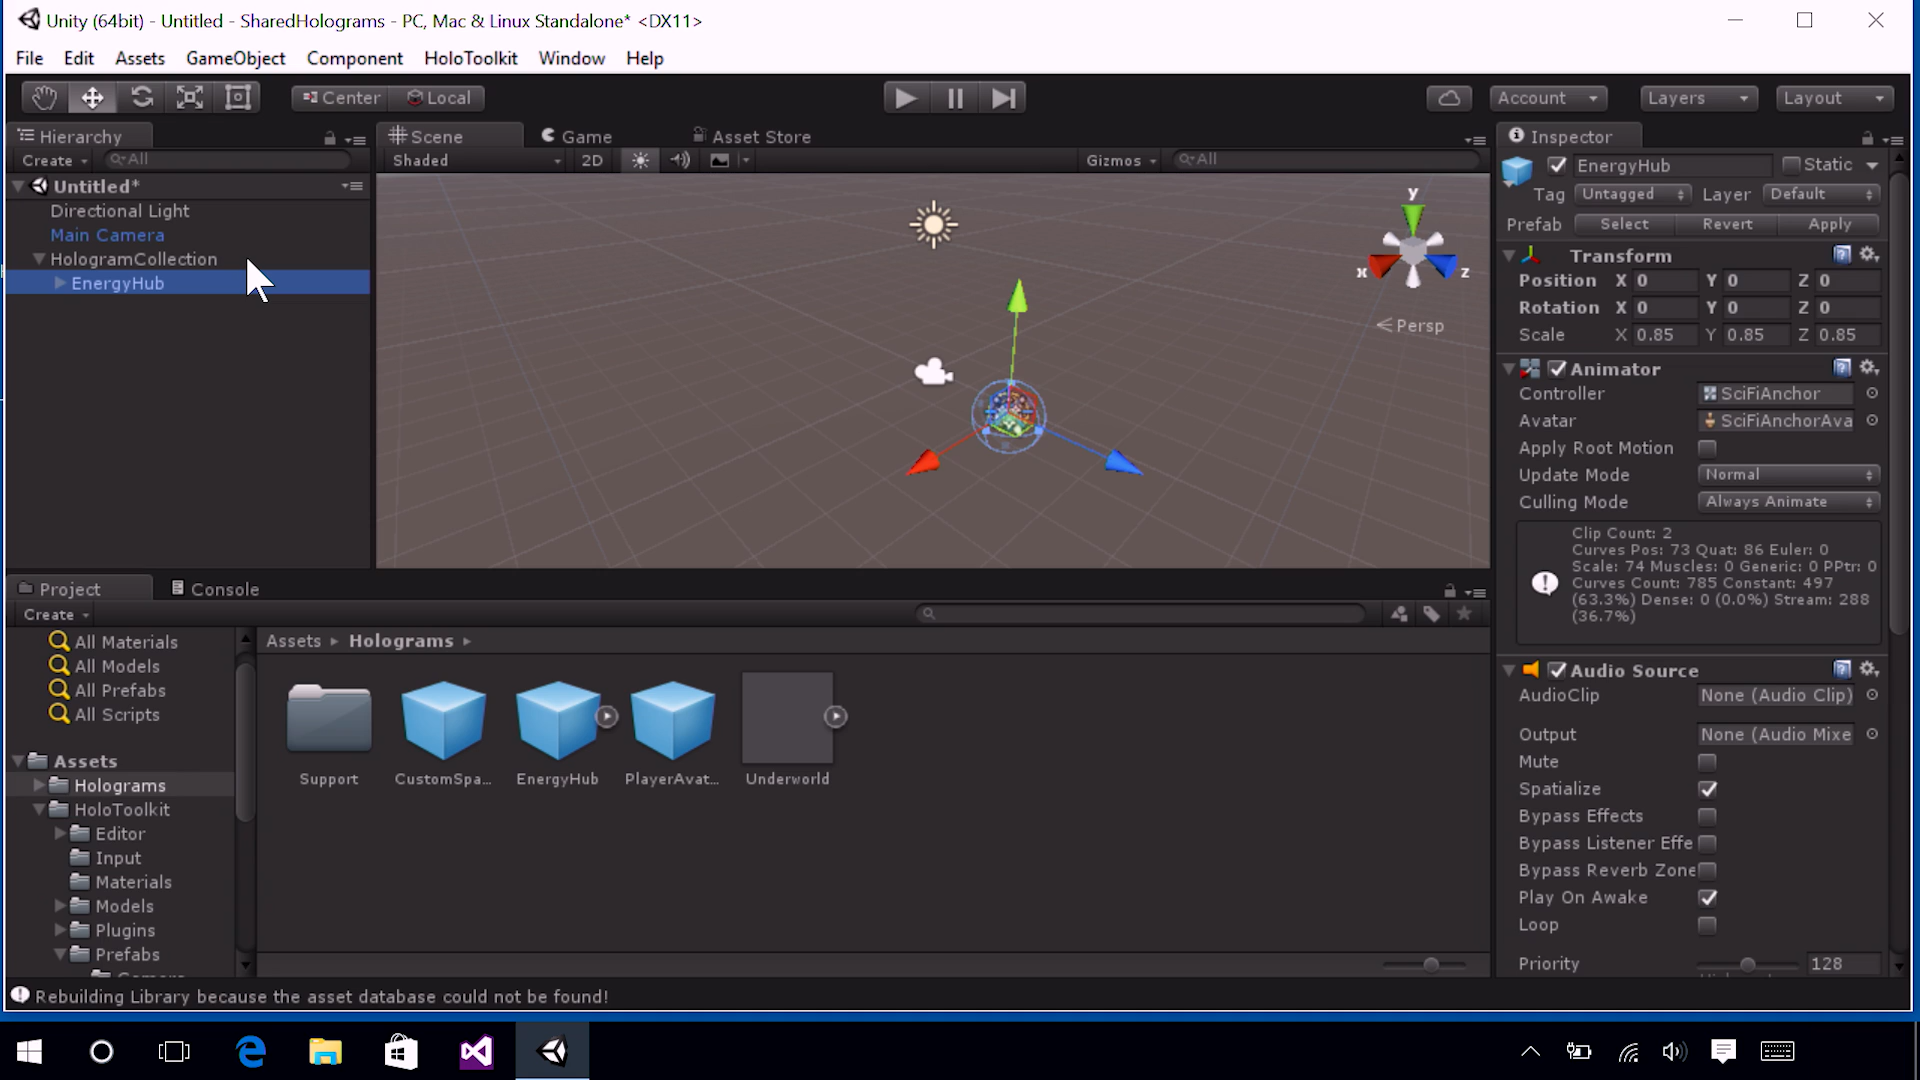 Unity (64bit) - Untitled - SharedHolograms - PC, Mac & Linux Standalone* <DX11>
File Edit Assets GameObject Component HoloToolkit Window Help
Center Local Account Layers Layout
Hierarchy
Create All
Untitled*
Directional Light
Main Camera
HologramCollection
EnergyHub
Scene Game Asset Store
Shaded 2D Gizmos All
y
x z
Persp
Inspector
EnergyHub Static
Tag Untagged Layer Default
Prefab Select Revert Apply
Transform
Position X 0 Y 0 Z 0
Rotation X 0 Y 0 Z 0
Scale X 0.85 Y 0.85 Z 0.85
Animator
Controller SciFiAnchor
Avatar SciFiAnchorAva
Apply Root Motion
Update Mode Normal
Culling Mode Always Animate
Clip Count: 2
Curves Pos: 73 Quat: 86 Euler: 0
Scale: 74 Muscles: 0 Generic: 0 PPtr: 0
Curves Count: 785 Constant: 497
(63.3%) Dense: 0 (0.0%) Stream: 288
(36.7%)
Audio Source
AudioClip None (Audio Clip)
Output None (Audio Mixe
Mute
Spatialize
Bypass Effects
Bypass Listener Effe
Bypass Reverb Zone
Play On Awake
Loop
Priority 128
Project Console
Create
All Materials
All Models
All Prefabs
All Scripts
Assets
Holograms
HoloToolkit
Editor
Input
Materials
Models
Plugins
Prefabs
Assets Holograms
Support CustomSpa... EnergyHub PlayerAvat... Underworld
Rebuilding Library because the asset database could not be found!